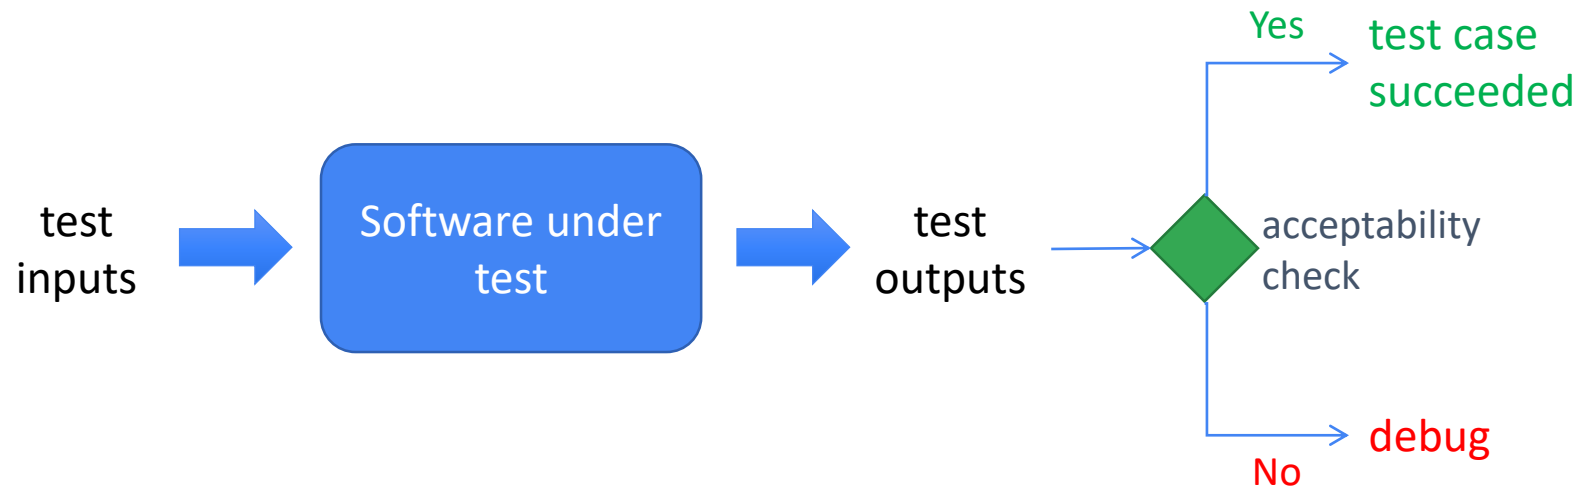 test
inputs
Software under
test
test
outputs
acceptability
check
Yes
test case
succeeded
No
debug